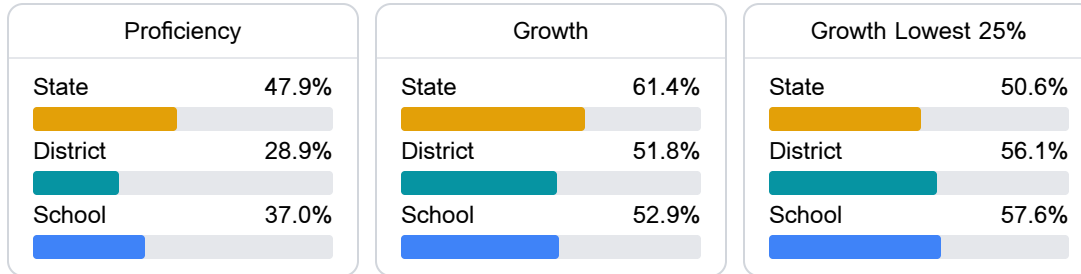 Proficiency
State 47.9%
District 28.9%
School 37.0%
Growth
State 61.4%
District 51.8%
School 52.9%
Growth Lowest 25%
State 50.6%
District 56.1%
School 57.6%